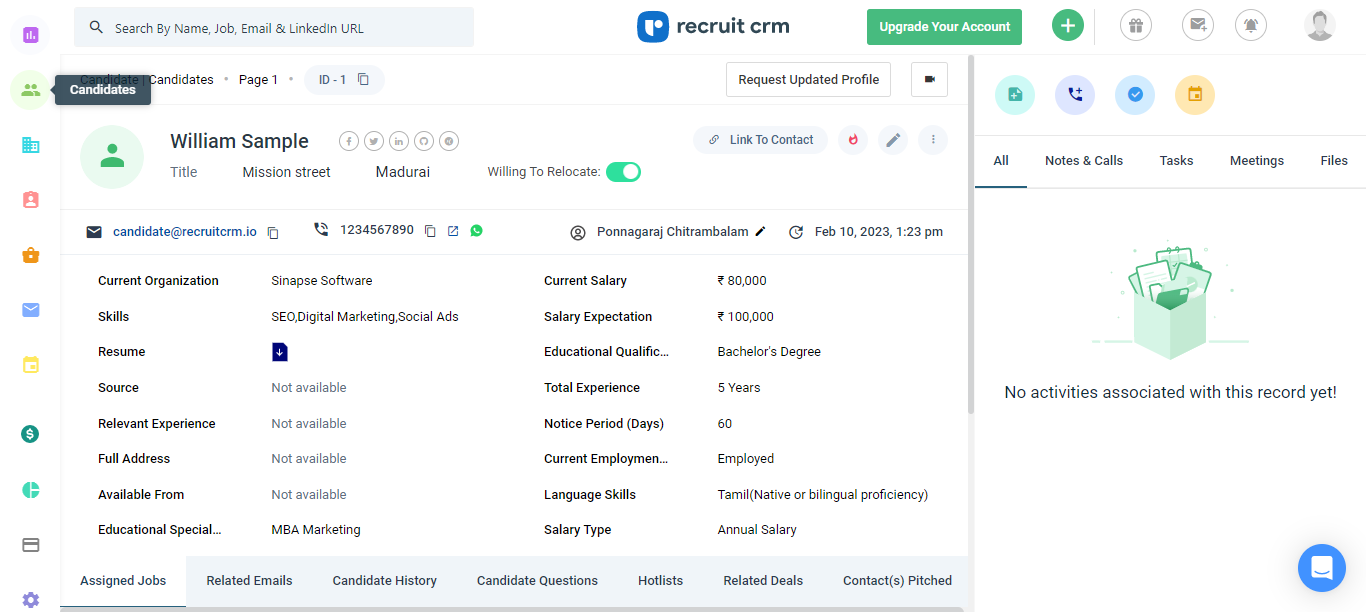 Search By Name, Job, Email & LinkedIn URL
recruit crm
Upgrade Your Account
Candidate | Candidates • Page 1 • ID - 1
Candidates
Request Updated Profile
William Sample
Link To Contact
Title Mission street Madurai Willing To Relocate:
candidate@recruitcrm.io 1234567890 Ponnagaraj Chitrambalam Feb 10, 2023, 1:23 pm
Current Organization Sinapse Software Current Salary ₹ 80,000
Skills SEO,Digital Marketing,Social Ads Salary Expectation ₹ 100,000
Resume Educational Qualific... Bachelor's Degree
Source Not available Total Experience 5 Years
Relevant Experience Not available Notice Period (Days) 60
Full Address Not available Current Employmen... Employed
Available From Not available Language Skills Tamil(Native or bilingual proficiency)
Educational Special... MBA Marketing Salary Type Annual Salary
Assigned Jobs Related Emails Candidate History Candidate Questions Hotlists Related Deals Contact(s) Pitched
All Notes & Calls Tasks Meetings Files
No activities associated with this record yet!